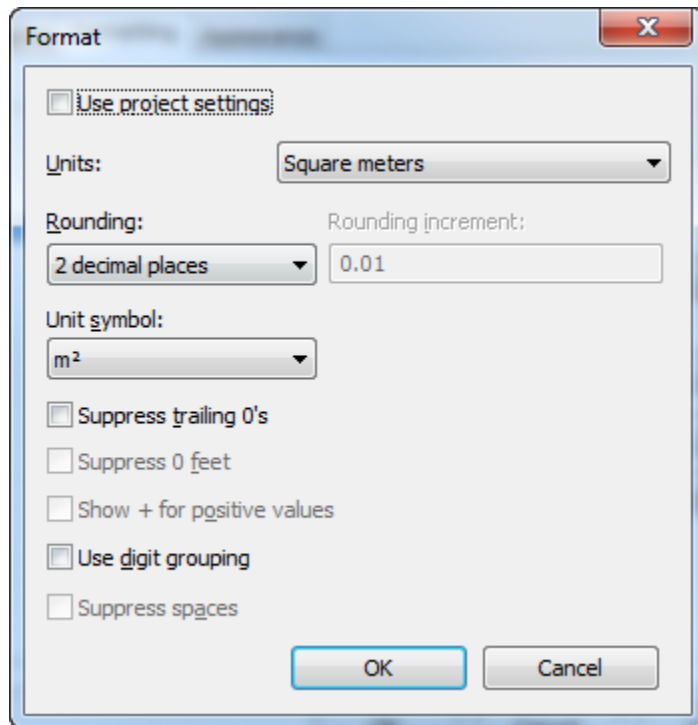 Format
Use project settings
Units: Square meters
Rounding: Rounding increment:
2 decimal places 0.01
Unit symbol:
m²
Suppress trailing 0's
Suppress 0 feet
Show + for positive values
Use digit grouping
Suppress spaces
OK Cancel